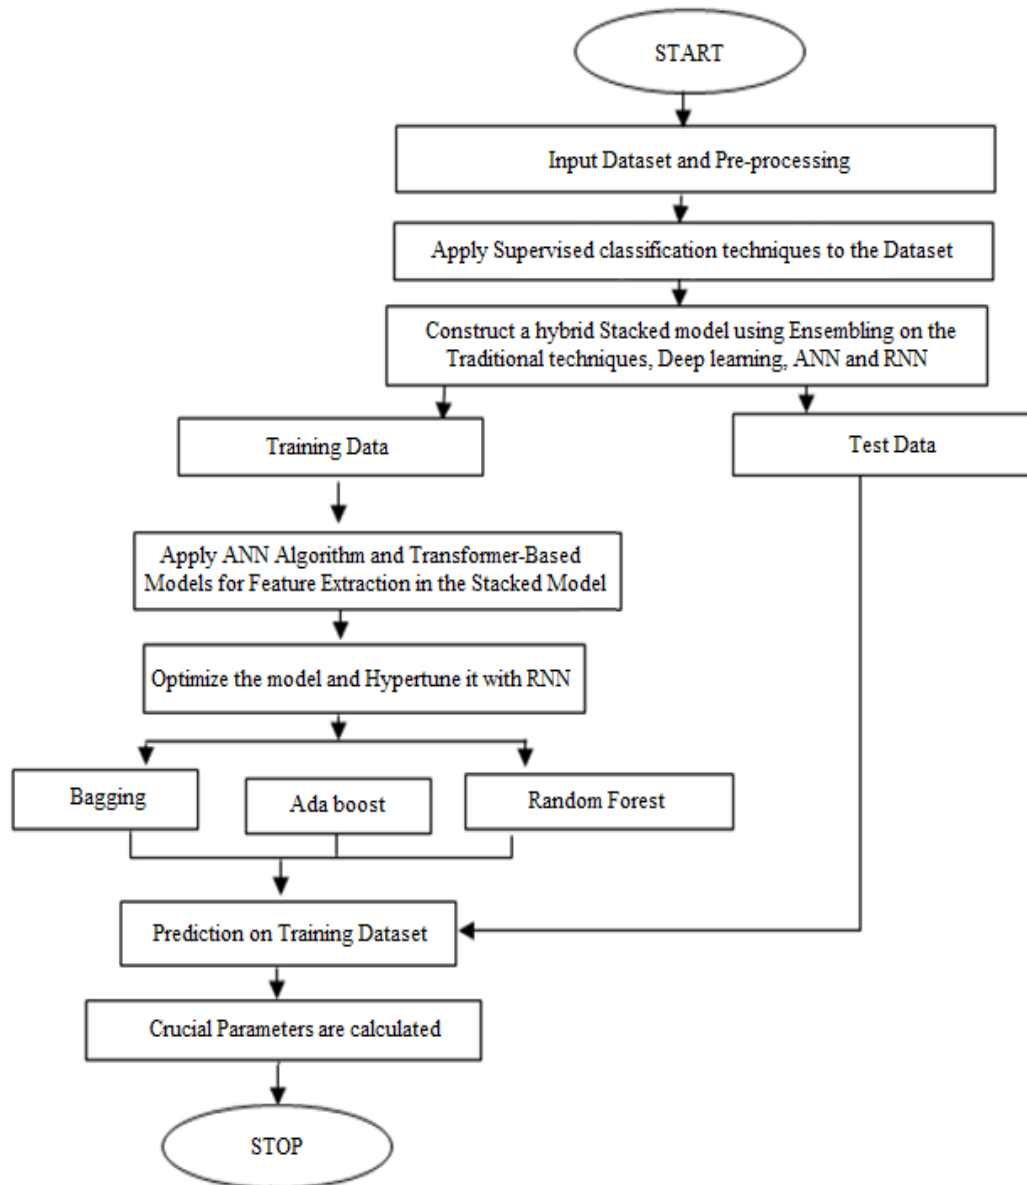 START
Input Dataset and Pre-processing
Apply Supervised classification techniques to the Dataset
Construct a hybrid Stacked model using Ensembling on the
Traditional techniques, Deep learning, ANN and RNN
Training Data
Test Data
Apply ANN Algorithm and Transformer-Based
Models for Feature Extraction in the Stacked Model
Optimize the model and Hypertune it with RNN
Bagging
Ada boost
Random Forest
Prediction on Training Dataset
Crucial Parameters are calculated
STOP